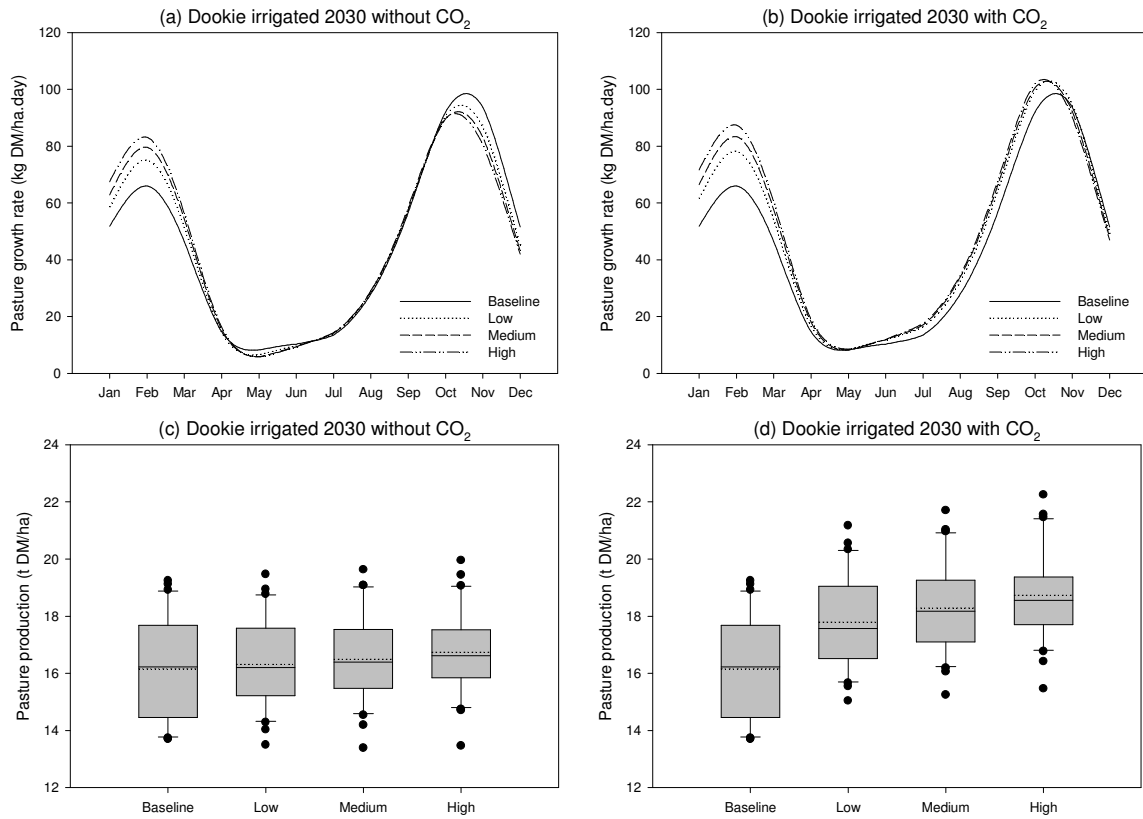 (a) Dookie irrigated 2030 without CO₂
Pasture growth rate (kg DM/ha.day)
120
100
80
60
40
20
0
Jan Feb Mar Apr May Jun Jul Aug Sep Oct Nov Dec
Baseline
Low
Medium
High
(b) Dookie irrigated 2030 with CO₂
Pasture growth rate (kg DM/ha.day)
120
100
80
60
40
20
0
Jan Feb Mar Apr May Jun Jul Aug Sep Oct Nov Dec
Baseline
Low
Medium
High
(c) Dookie irrigated 2030 without CO₂
Pasture production (t DM/ha)
24
22
20
18
16
14
12
Baseline Low Medium High
(d) Dookie irrigated 2030 with CO₂
Pasture production (t DM/ha)
24
22
20
18
16
14
12
Baseline Low Medium High